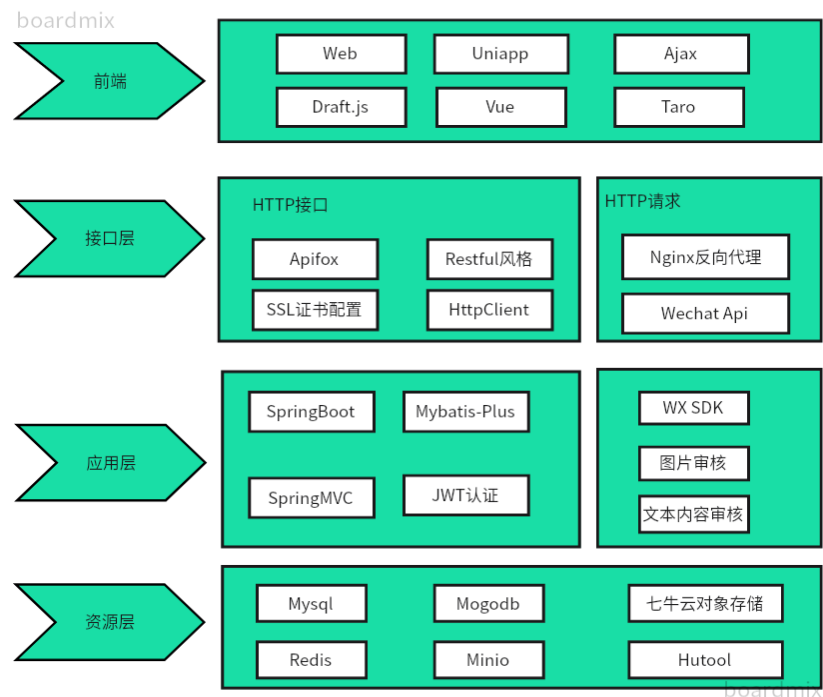 boardmix
前端
Web
Uniapp
Ajax
Draft.js
Vue
Taro
接口层
HTTP接口
Apifox
Restful风格
SSL证书配置
HttpClient
HTTP请求
Nginx反向代理
Wechat Api
应用层
SpringBoot
Mybatis-Plus
SpringMVC
JWT认证
WX SDK
图片审核
文本内容审核
资源层
Mysql
Mogodb
七牛云对象存储
Redis
Minio
Hutool
boardmix